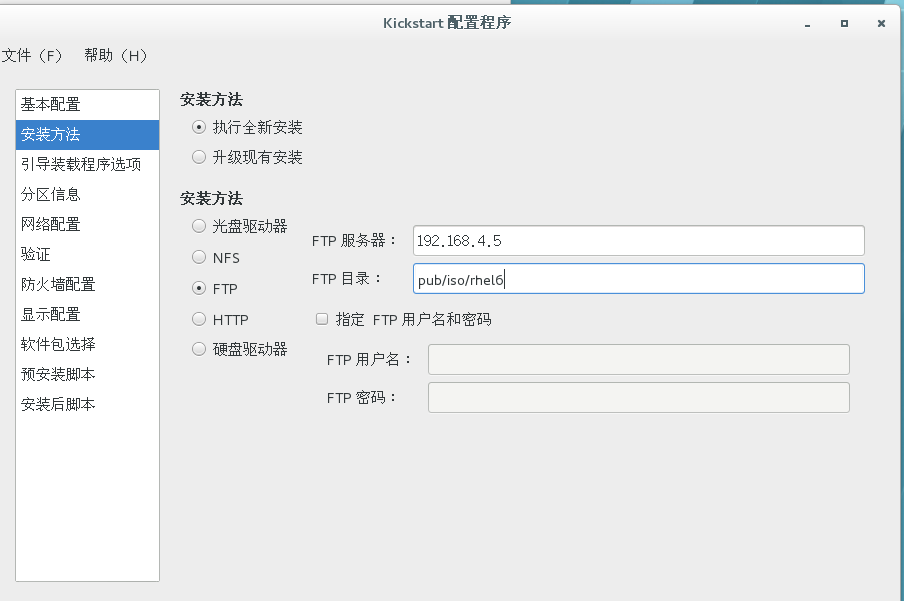 Kickstart 配置程序
文件（F） 帮助（H）
基本配置
安装方法
引导装载程序选项
分区信息
网络配置
验证
防火墙配置
显示配置
软件包选择
预安装脚本
安装后脚本
安装方法
执行全新安装
升级现有安装
安装方法
光盘驱动器
NFS
FTP
HTTP
硬盘驱动器
FTP 服务器： 192.168.4.5
FTP 目录： pub/iso/rhel6
指定 FTP 用户名和密码
FTP 用户名：
FTP 密码：